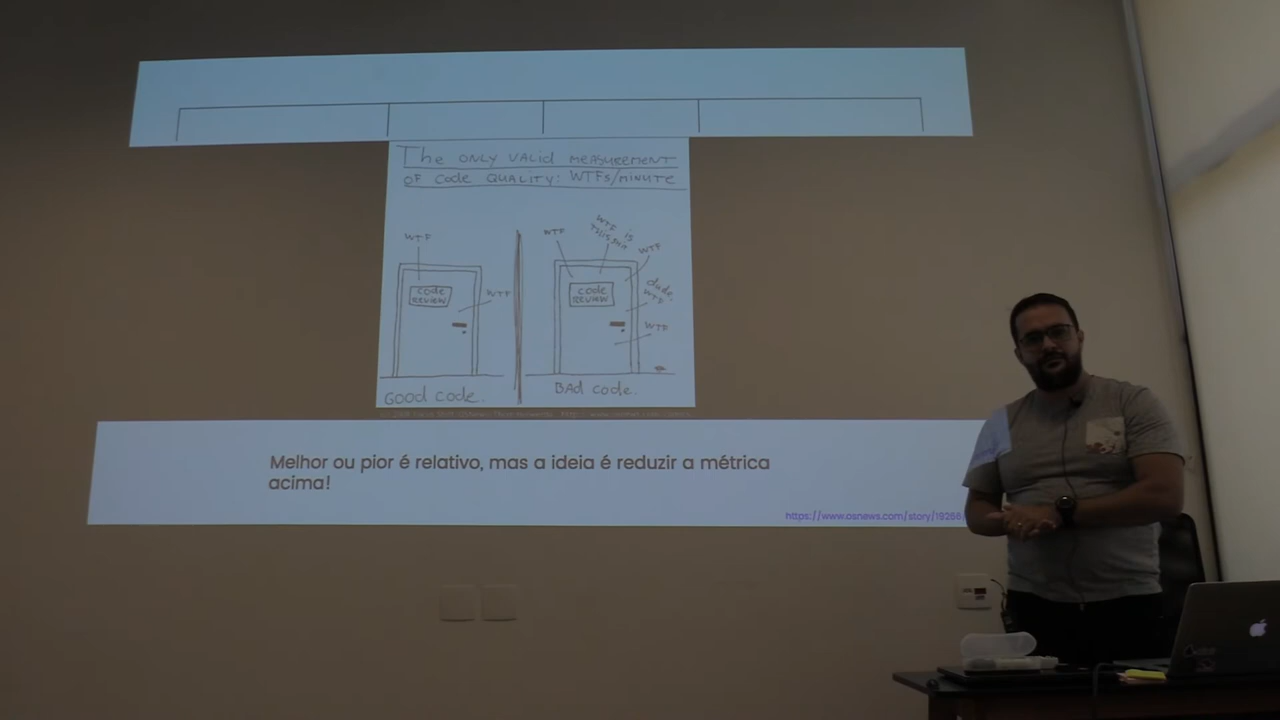 The only valid measurement
of code quality: WTFs/minute
WTF
code
review
WTF
Good code.
WTF
WTF is
WTF
code
review
dude,
WTF
WTF
Bad code.
Melhor ou pior é relativo, mas a ideia é reduzir a métrica
acima!
https://www.osnews.com/story/19266/